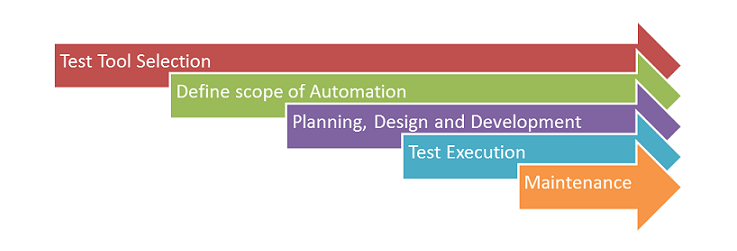 Test Tool Selection
Define scope of Automation
Planning, Design and Development
Test Execution
Maintenance